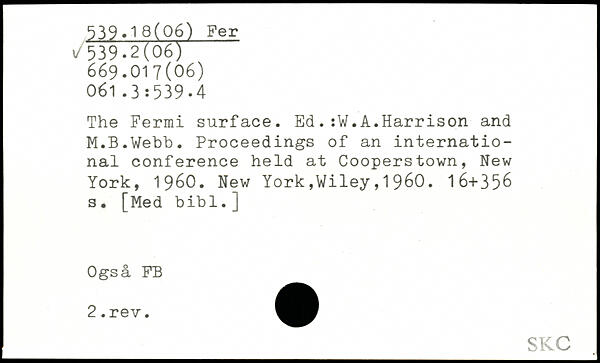 539.18(06) Fer
539.2(06)
669.017(06)
061.3:539.4
The Fermi surface. Ed.:W.A.Harrison and
M.B.Webb. Proceedings of an internatio-
nal conference held at Cooperstown, New
York, 1960. New York,Wiley,1960. 16+356
s. [Med bibl.]
Også FB
2.rev.
SKC